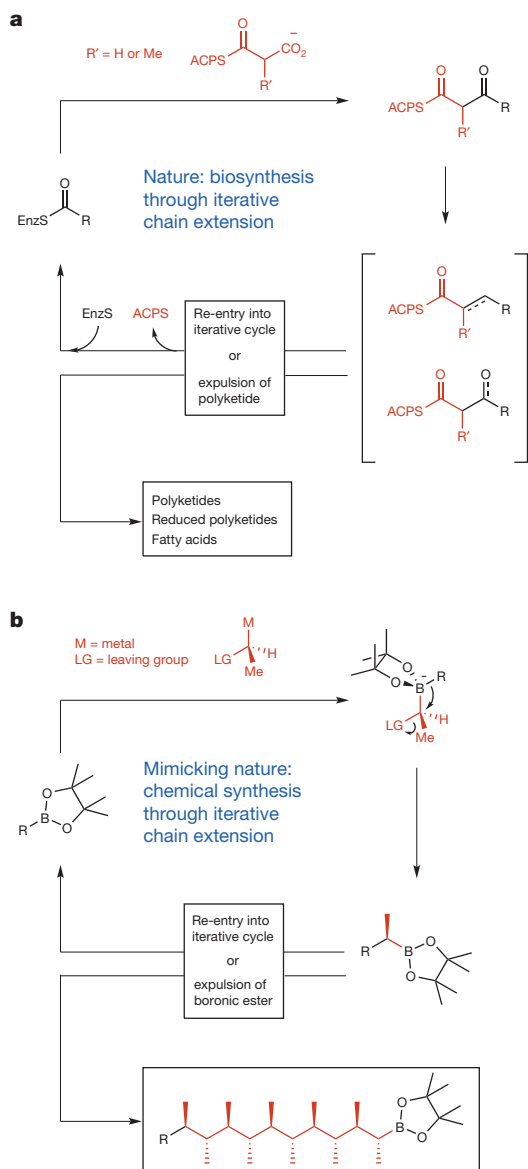 a
R′ = H or Me
O
ACPS
CO2−
R′
O O
ACPS
R
R′
O
EnzS
R
Nature: biosynthesis
through iterative
chain extension
O
ACPS
R
R′
O O
ACPS
R
R′
EnzS
ACPS
Re-entry into
iterative cycle
or
expulsion of
polyketide
Polyketides
Reduced polyketides
Fatty acids
b
M = metal
LG = leaving group
M
LG
H
Me
O
O
B−
R
LG
H
Me
O
R
B
O
Mimicking nature:
chemical synthesis
through iterative
chain extension
Re-entry into
iterative cycle
or
expulsion of
boronic ester
R
B
O
O
R
B
O
O